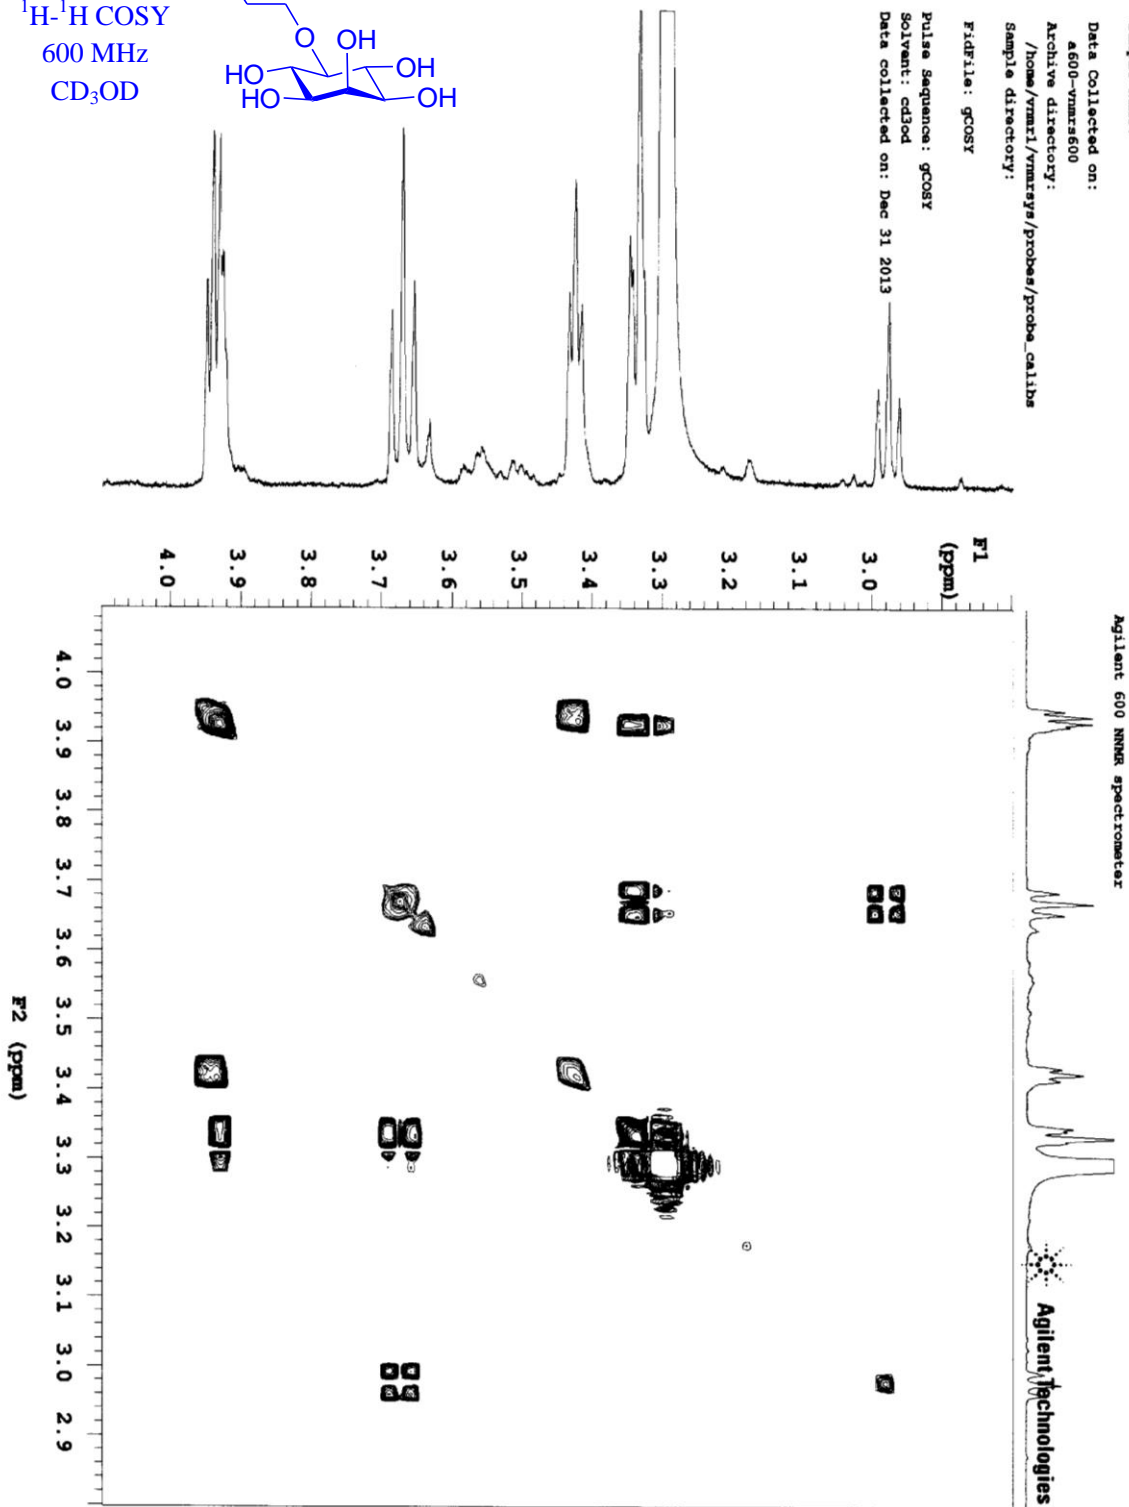 ¹H-¹H COSY
600 MHz
CD₃OD
O
OH
HO
OH
HO
OH
Data Collected on:
a600-vnmrs600
Archive directory:
/home/vnmr1/vnmrsys/probes/probe_calibs
Sample directory:
FidFile: gCOSY
Pulse Sequence: gCOSY
Solvent: cd3od
Data collected on: Dec 31 2013
Agilent 600 NNMR spectrometer
Agilent Technologies
F1
(ppm)
3.0
3.1
3.2
3.3
3.4
3.5
3.6
3.7
3.8
3.9
4.0
4.0
3.9
3.8
3.7
3.6
3.5
3.4
3.3
3.2
3.1
3.0
2.9
F2 (ppm)